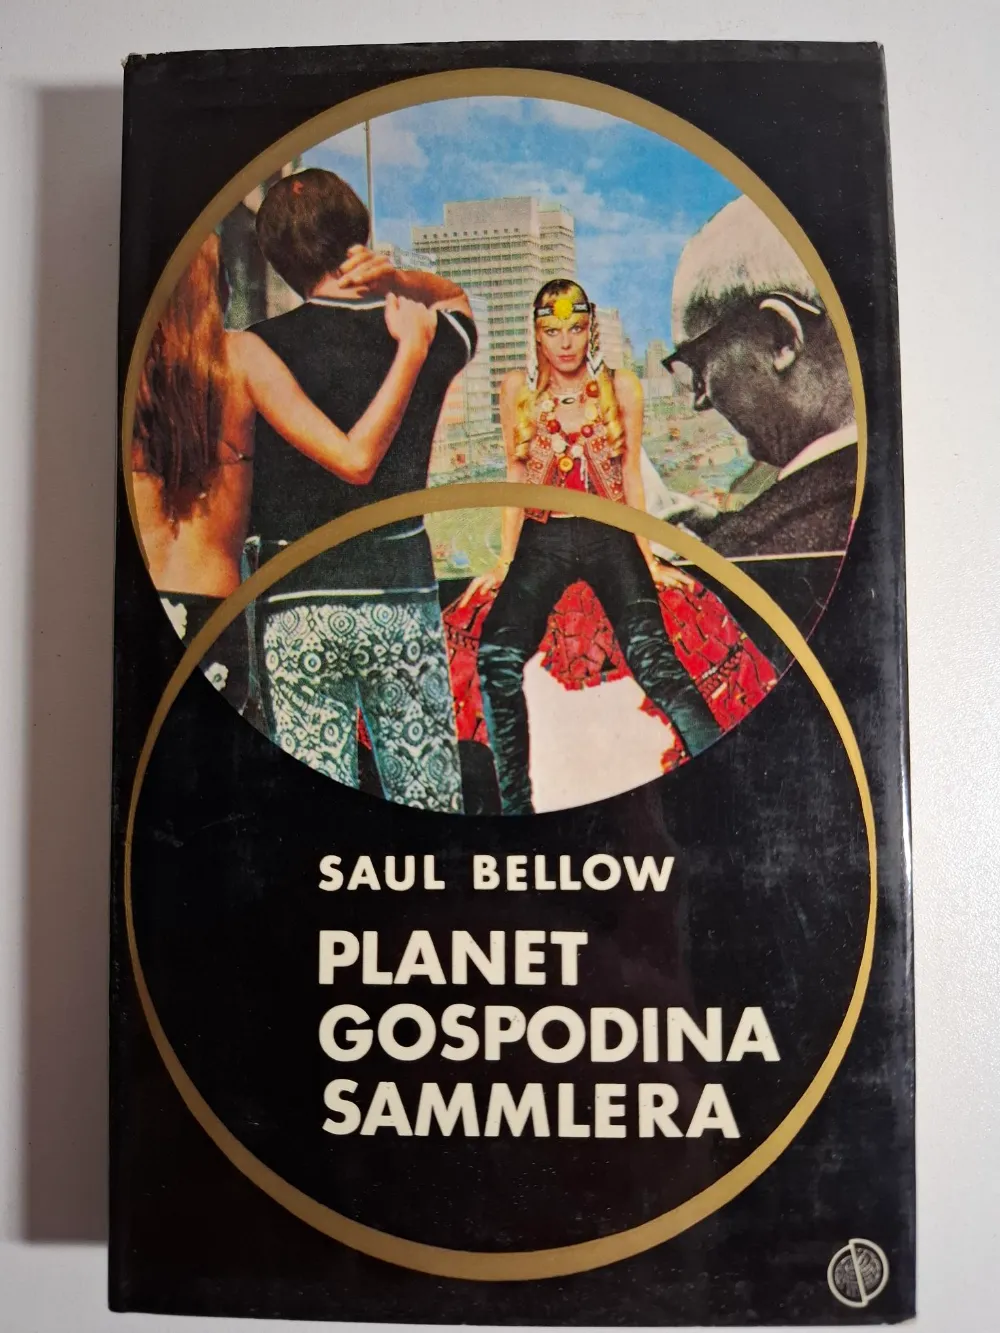 SAUL BELLOW
PLANET
GOSPODINA
SAMMLERA